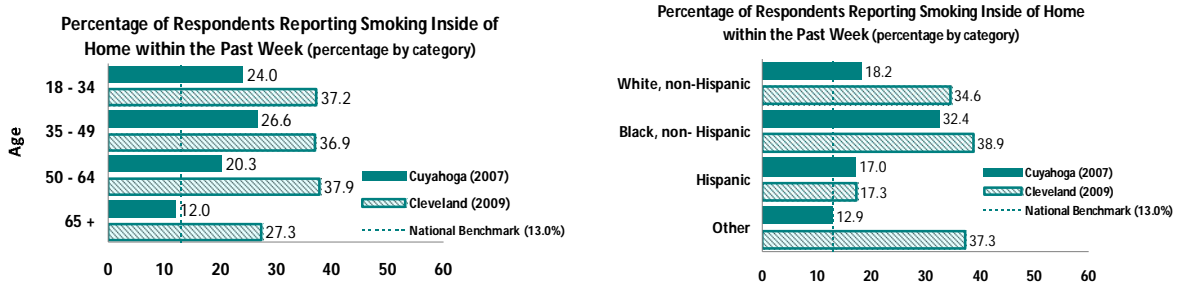 Percentage of Respondents Reporting Smoking Inside of
Home within the Past Week (percentage by category)
Age
18 - 34
24.0
37.2
35 - 49
26.6
36.9
50 - 64
20.3
37.9
65 +
12.0
27.3
Cuyahoga (2007)
Cleveland (2009)
National Benchmark (13.0%)
0 10 20 30 40 50 60
Percentage of Respondents Reporting Smoking Inside of Home
within the Past Week (percentage by category)
White, non-Hispanic
18.2
34.6
Black, non- Hispanic
32.4
38.9
Hispanic
17.0
17.3
Other
12.9
37.3
Cuyahoga (2007)
Cleveland (2009)
National Benchmark (13.0%)
0 10 20 30 40 50 60